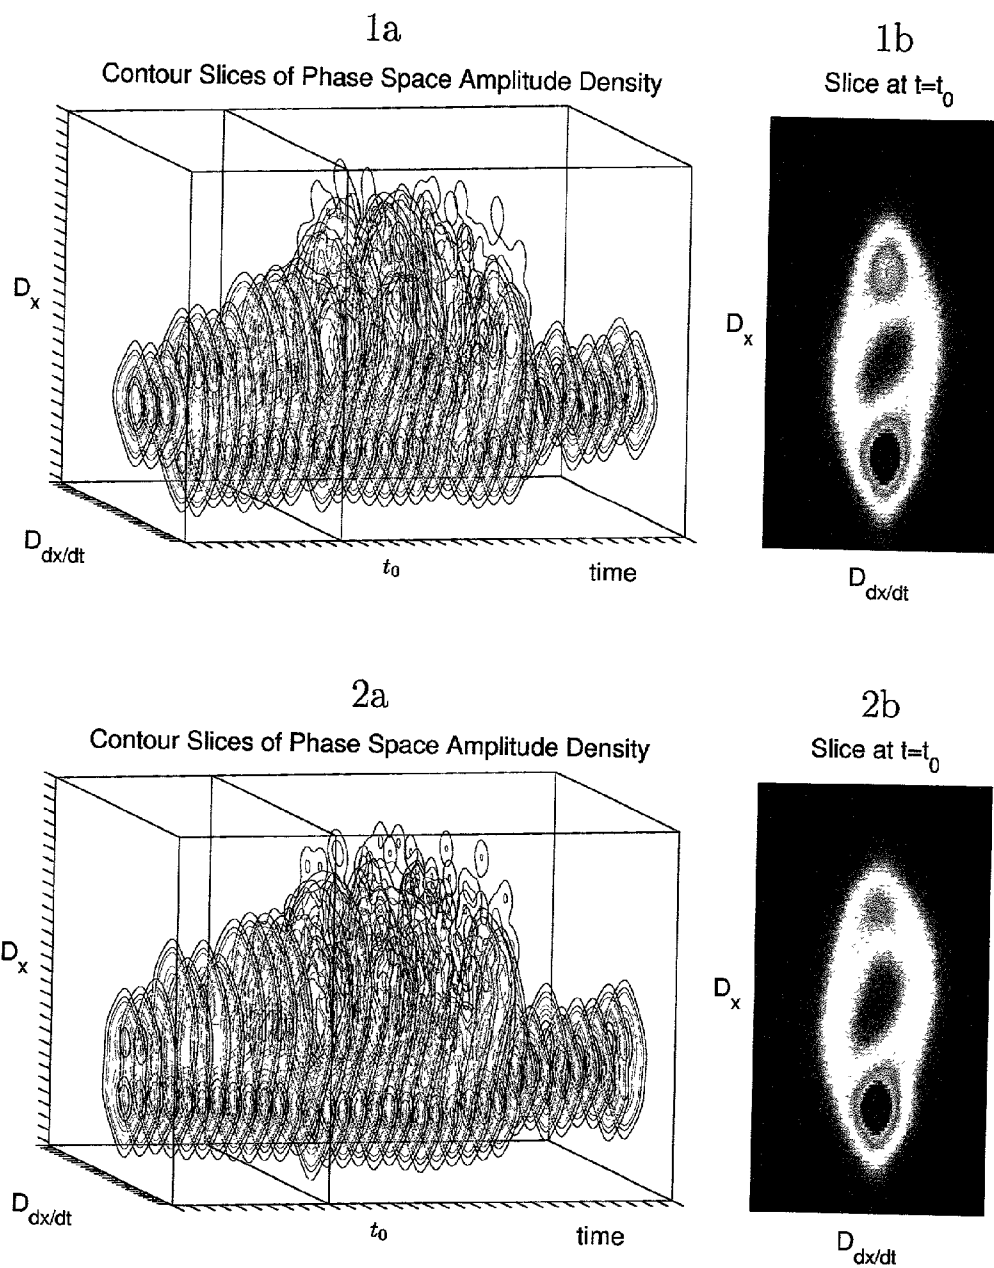 1a
Contour Slices of Phase Space Amplitude Density
D_x
D_dx/dt
t_0
time
1b
Slice at t=t_0
D_x
D_dx/dt
2a
Contour Slices of Phase Space Amplitude Density
D_x
D_dx/dt
t_0
time
2b
Slice at t=t_0
D_x
D_dx/dt